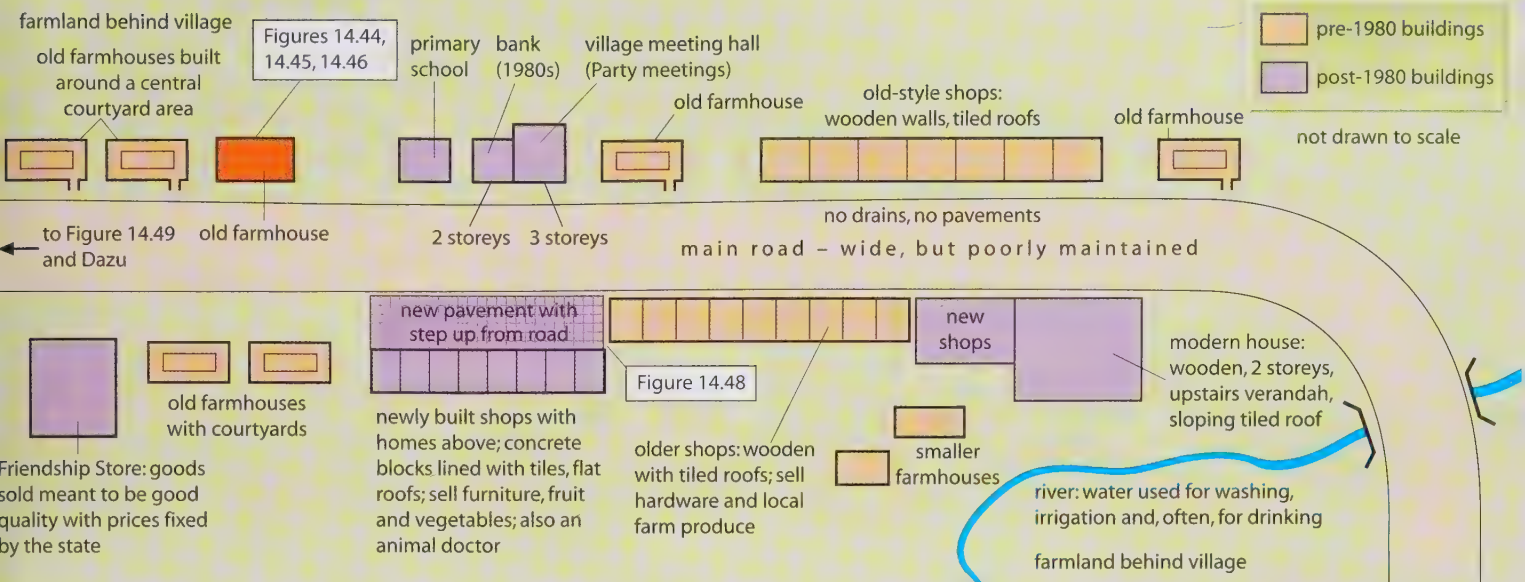 farmland behind village
old farmhouses built
around a central
courtyard area
Figures 14.44,
14.45, 14.46
primary
school
bank
(1980s)
village meeting hall
(Party meetings)
old farmhouse
old-style shops:
wooden walls, tiled roofs
old farmhouse
pre-1980 buildings
post-1980 buildings
not drawn to scale
to Figure 14.49
and Dazu
old farmhouse
2 storeys
3 storeys
no drains, no pavements
main road – wide, but poorly maintained
new pavement with
step up from road
new
shops
Figure 14.48
modern house:
wooden, 2 storeys,
upstairs verandah,
sloping tiled roof
old farmhouses
with courtyards
Friendship Store: goods
sold meant to be good
quality with prices fixed
by the state
newly built shops with
homes above; concrete
blocks lined with tiles, flat
roofs; sell furniture, fruit
and vegetables; also an
animal doctor
older shops: wooden
with tiled roofs; sell
hardware and local
farm produce
smaller
farmhouses
river: water used for washing,
irrigation and, often, for drinking
farmland behind village